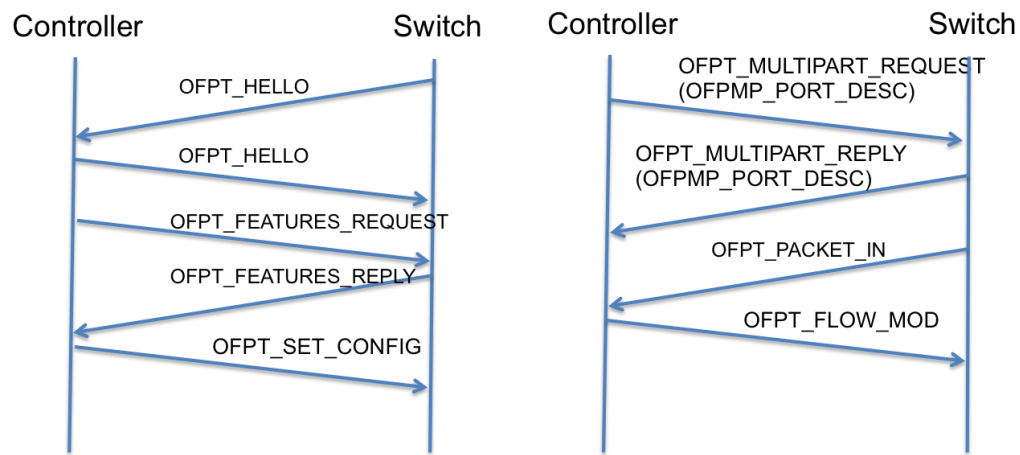 Controller
Switch
OFPT_HELLO
OFPT_HELLO
OFPT_FEATURES_REQUEST
OFPT_FEATURES_REPLY
OFPT_SET_CONFIG
Controller
Switch
OFPT_MULTIPART_REQUEST
(OFPMP_PORT_DESC)
OFPT_MULTIPART_REPLY
(OFPMP_PORT_DESC)
OFPT_PACKET_IN
OFPT_FLOW_MOD